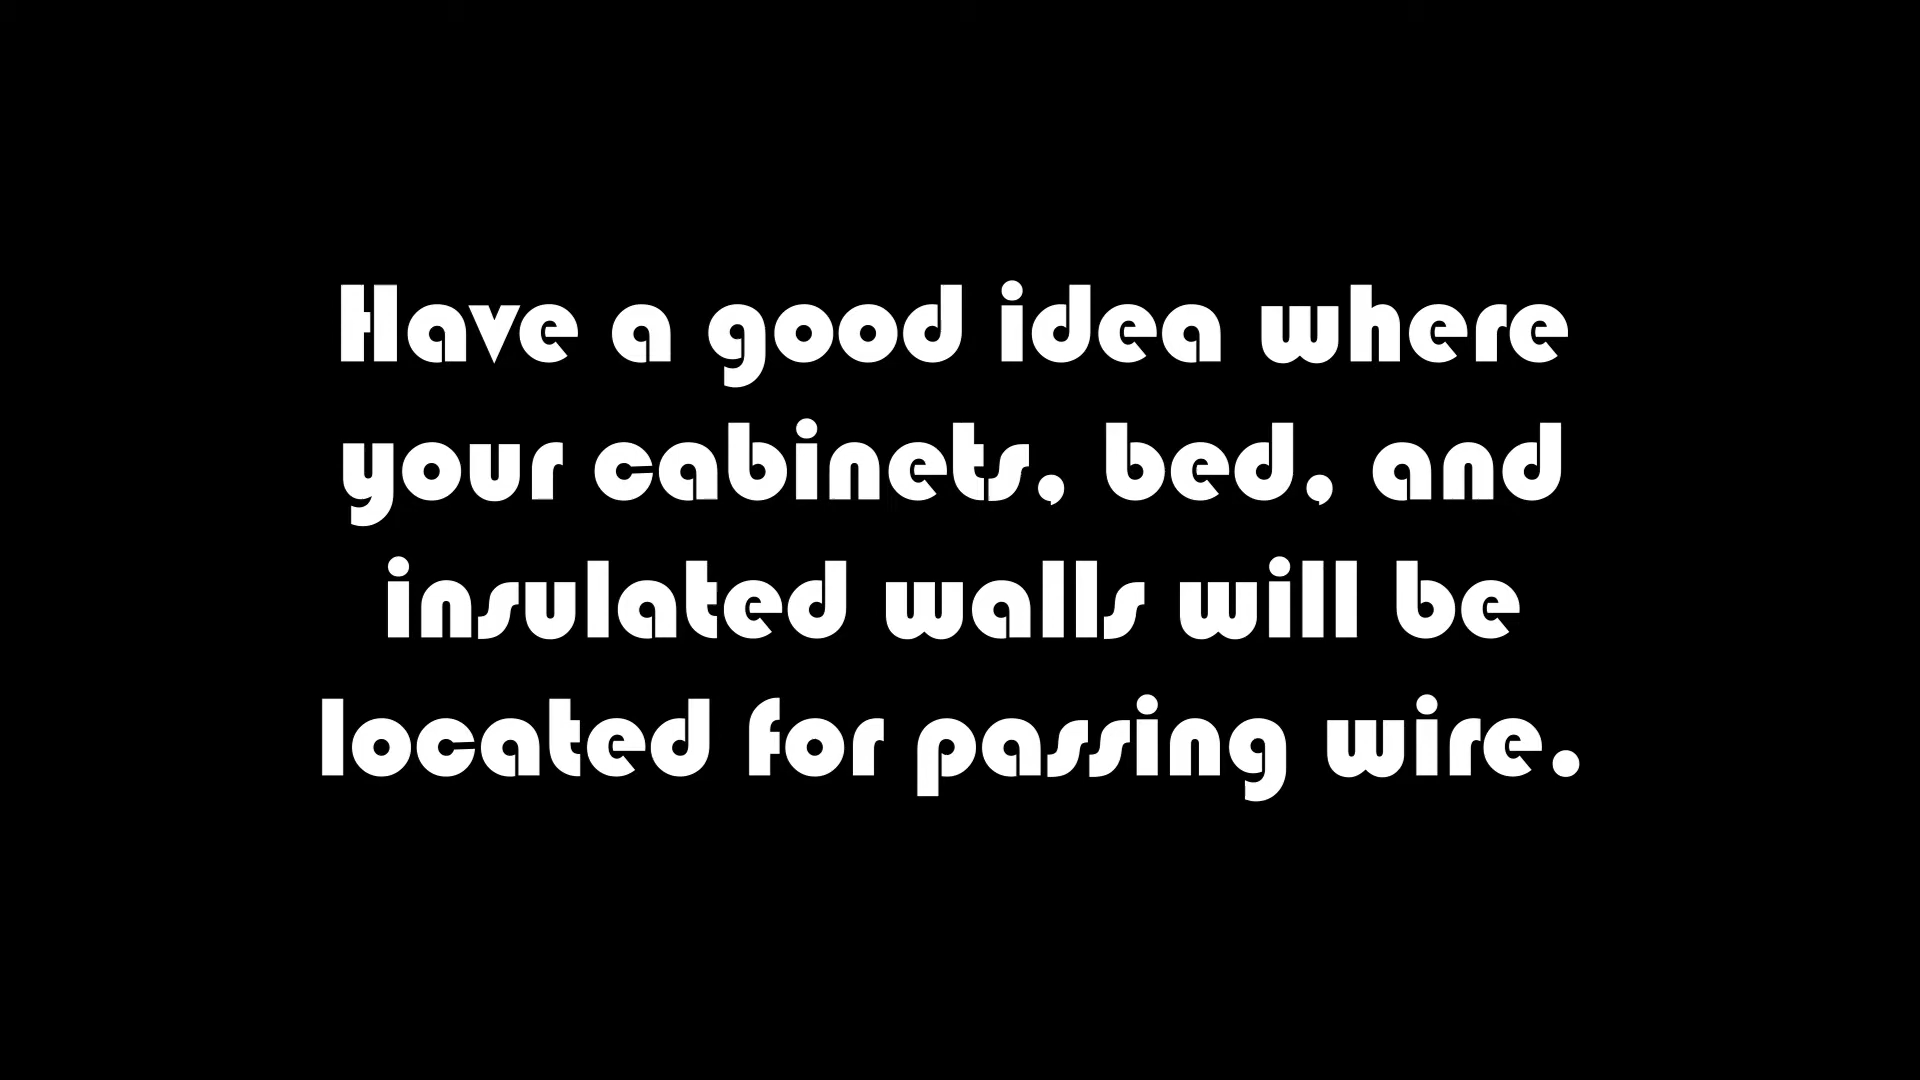 Have a good idea where
your cabinets, bed, and
insulated walls will be
located for passing wire.